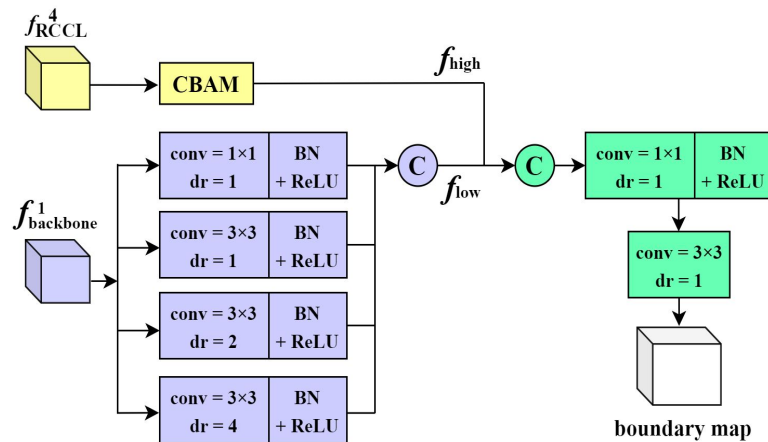 f⁴RCCL
CBAM
f high
conv = 1×1
dr = 1
BN
+ ReLU
C
f low
C
conv = 1×1
dr = 1
BN
+ ReLU
f¹backbone
conv = 3×3
dr = 1
BN
+ ReLU
conv = 3×3
dr = 1
conv = 3×3
dr = 2
BN
+ ReLU
conv = 3×3
dr = 4
BN
+ ReLU
boundary map